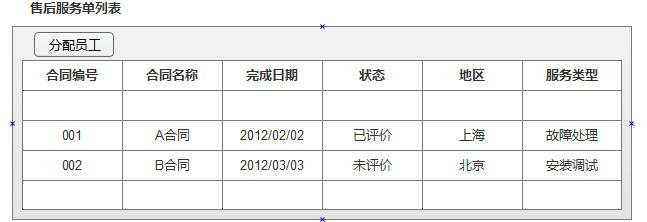 售后服务单列表
分配员工
合同编号 合同名称 完成日期 状态 地区 服务类型
001 A合同 2012/02/02 已评价 上海 故障处理
002 B合同 2012/03/03 未评价 北京 安装调试